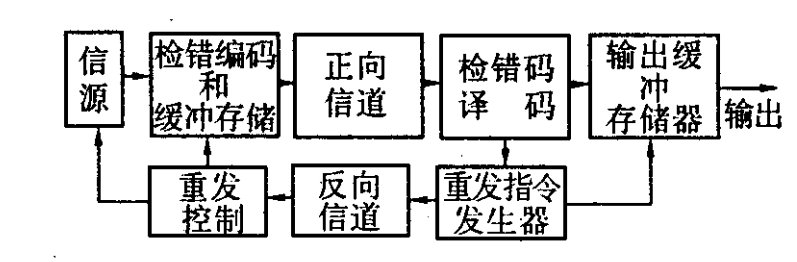 信源
检错编码
和
缓冲存储
正向
信道
检错码
译 码
输出缓
冲
存储器
输出
重发
控制
反向
信道
重发指令
发生器